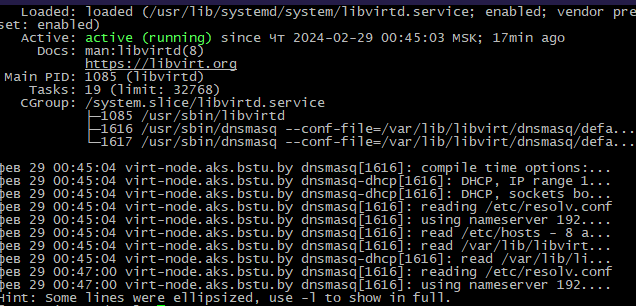 Loaded: loaded (/usr/lib/systemd/system/libvirtd.service; enabled; vendor pre
set: enabled)
Active: active (running) since Чт 2024-02-29 00:45:03 MSK; 17min ago
Docs: man:libvirtd(8)
https://libvirt.org
Main PID: 1085 (libvirtd)
Tasks: 19 (limit: 32768)
CGroup: /system.slice/libvirtd.service
├─1085 /usr/sbin/libvirtd
├─1616 /usr/sbin/dnsmasq --conf-file=/var/lib/libvirt/dnsmasq/defa...
└─1617 /usr/sbin/dnsmasq --conf-file=/var/lib/libvirt/dnsmasq/defa...
фев 29 00:45:04 virt-node.aks.bstu.by dnsmasq[1616]: compile time options:...
фев 29 00:45:04 virt-node.aks.bstu.by dnsmasq-dhcp[1616]: DHCP, IP range 1...
фев 29 00:45:04 virt-node.aks.bstu.by dnsmasq-dhcp[1616]: DHCP, sockets bo...
фев 29 00:45:04 virt-node.aks.bstu.by dnsmasq[1616]: reading /etc/resolv.conf
фев 29 00:45:04 virt-node.aks.bstu.by dnsmasq[1616]: using nameserver 192....
фев 29 00:45:04 virt-node.aks.bstu.by dnsmasq[1616]: read /etc/hosts - 8 a...
фев 29 00:45:04 virt-node.aks.bstu.by dnsmasq[1616]: read /var/lib/libvirt...
фев 29 00:45:04 virt-node.aks.bstu.by dnsmasq-dhcp[1616]: read /var/lib/li...
фев 29 00:47:00 virt-node.aks.bstu.by dnsmasq[1616]: reading /etc/resolv.conf
фев 29 00:47:00 virt-node.aks.bstu.by dnsmasq[1616]: using nameserver 192....
Hint: Some lines were ellipsized, use -l to show in full.